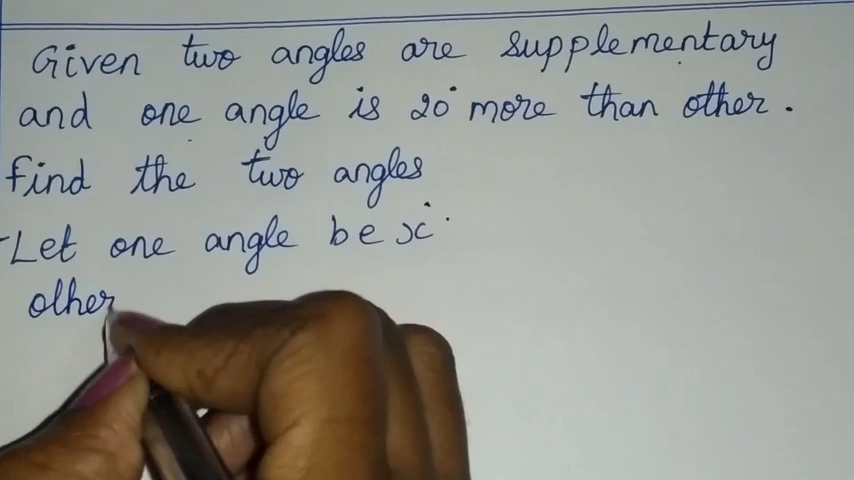 Given two angles are supplementary
and one angle is 20° more than other.
Find the two angles
Let one angle be x°.
other